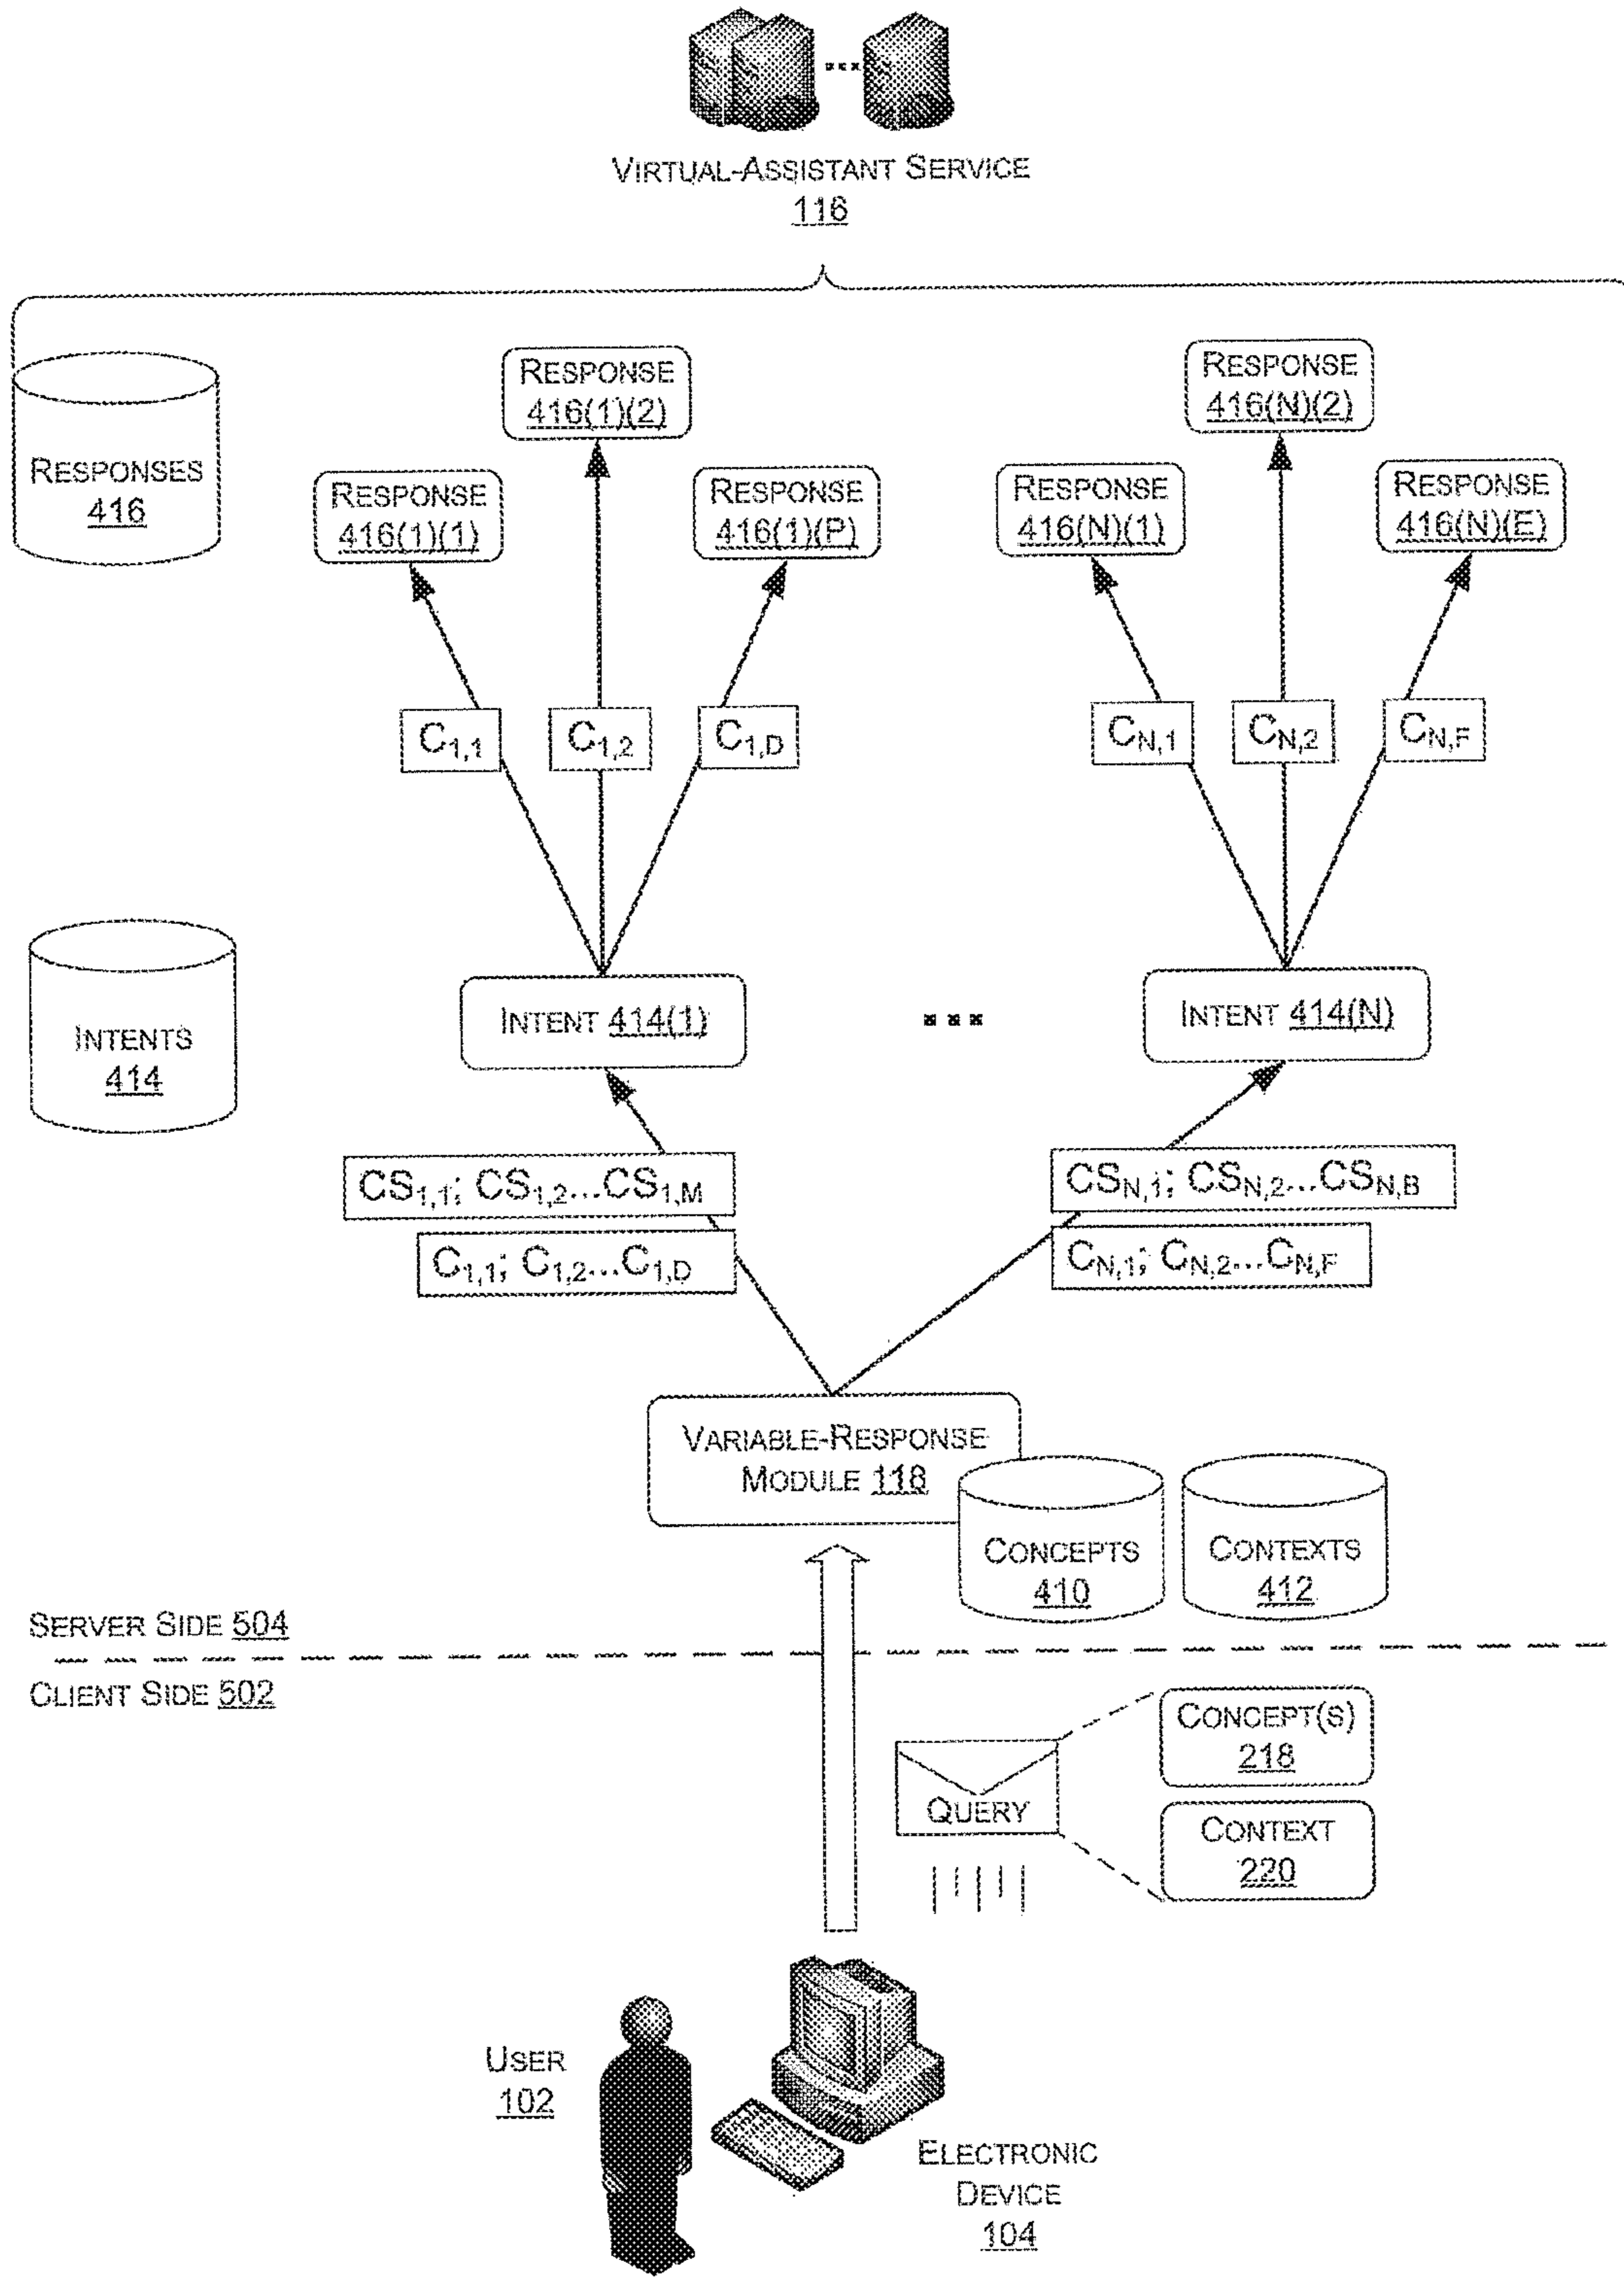 VIRTUAL-ASSISTANT SERVICE
116
RESPONSES
416
RESPONSE
416(1)(1)
RESPONSE
416(1)(2)
RESPONSE
416(1)(P)
RESPONSE
416(N)(1)
RESPONSE
416(N)(2)
RESPONSE
416(N)(E)
C1,1
C1,2
C1,D
CN,1
CN,2
CN,F
INTENTS
414
INTENT 414(1)
...
INTENT 414(N)
CS1,1; CS1,2...CS1,M
C1,1; C1,2...C1,D
CSN,1; CSN,2...CSN,B
CN,1; CN,2...CN,F
VARIABLE-RESPONSE
MODULE 118
CONCEPTS
410
CONTEXTS
412
SERVER SIDE 504
CLIENT SIDE 502
QUERY
CONCEPT(S)
218
CONTEXT
220
USER
102
ELECTRONIC
DEVICE
104